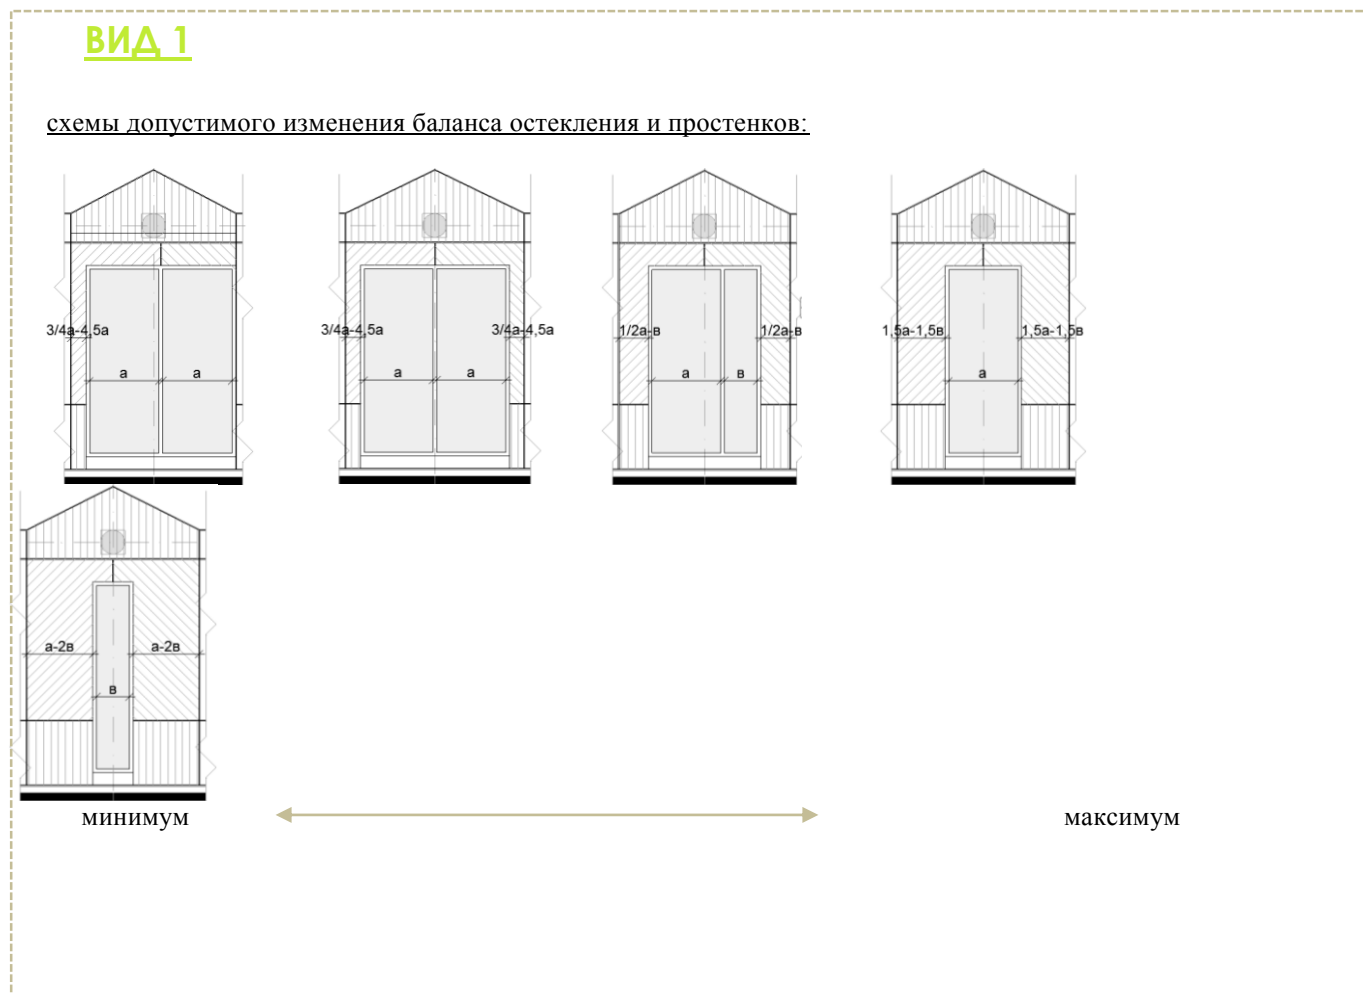 ВИД 1
схемы допустимого изменения баланса остекления и простенков:
3/4а-4,5а
а а
3/4а-4,5а 3/4а-4,5а
а а
1/2а-в 1/2а-в
а в
1,5а-1,5в 1,5а-1,5в
а
а-2в а-2в
в
минимум максимум